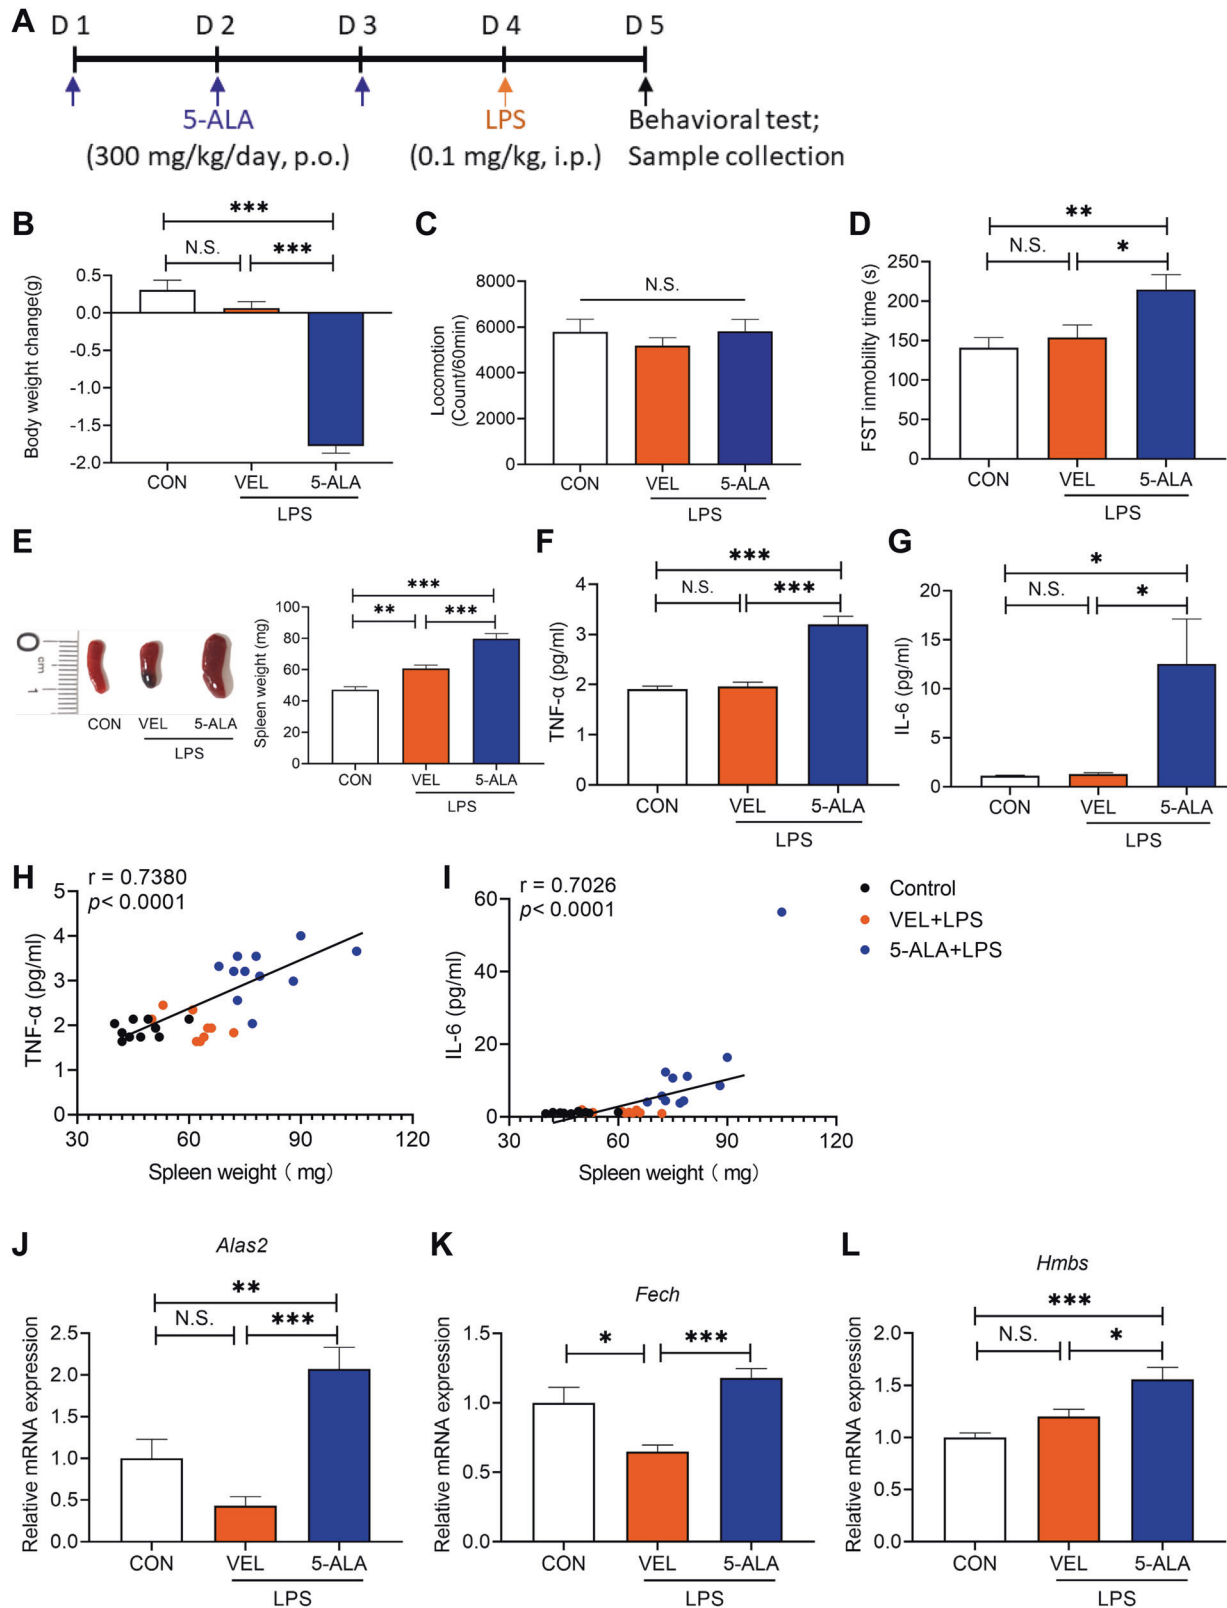 A
D 1 D 2 D 3 D 4 D 5
5-ALA
(300 mg/kg/day, p.o.)
LPS
(0.1 mg/kg, i.p.)
Behavioral test;
Sample collection
B
***
N.S. ***
Body weight change(g)
0.5
0.0
-0.5
-1.0
-1.5
-2.0
CON VEL 5-ALA
LPS
C
N.S.
Locomotion
(Count/60min)
8000
6000
4000
2000
0
CON VEL 5-ALA
LPS
D
**
N.S. *
FST inmobility time (s)
250
200
150
100
50
0
CON VEL 5-ALA
LPS
E
0
cm
1
CON VEL 5-ALA
LPS
***
** ***
Spleen weight (mg)
100
80
60
40
20
0
CON VEL 5-ALA
LPS
F
***
N.S. ***
TNF-α (pg/ml)
4
3
2
1
0
CON VEL 5-ALA
LPS
G
*
N.S. *
IL-6 (pg/ml)
20
15
10
5
0
CON VEL 5-ALA
LPS
H
r = 0.7380
p< 0.0001
TNF-α (pg/ml)
5
4
3
2
1
0
30 60 90 120
Spleen weight ( mg)
I
r = 0.7026
p< 0.0001
IL-6 (pg/ml)
60
40
20
0
30 60 90 120
Spleen weight ( mg)
Control
VEL+LPS
5-ALA+LPS
J
Alas2
**
N.S. ***
Relative mRNA expression
2.5
2.0
1.5
1.0
0.5
0.0
CON VEL 5-ALA
LPS
K
Fech
* ***
Relative mRNA expression
1.5
1.0
0.5
0.0
CON VEL 5-ALA
LPS
L
Hmbs
***
N.S. *
Relative mRNA expression
2.0
1.5
1.0
0.5
0.0
CON VEL 5-ALA
LPS